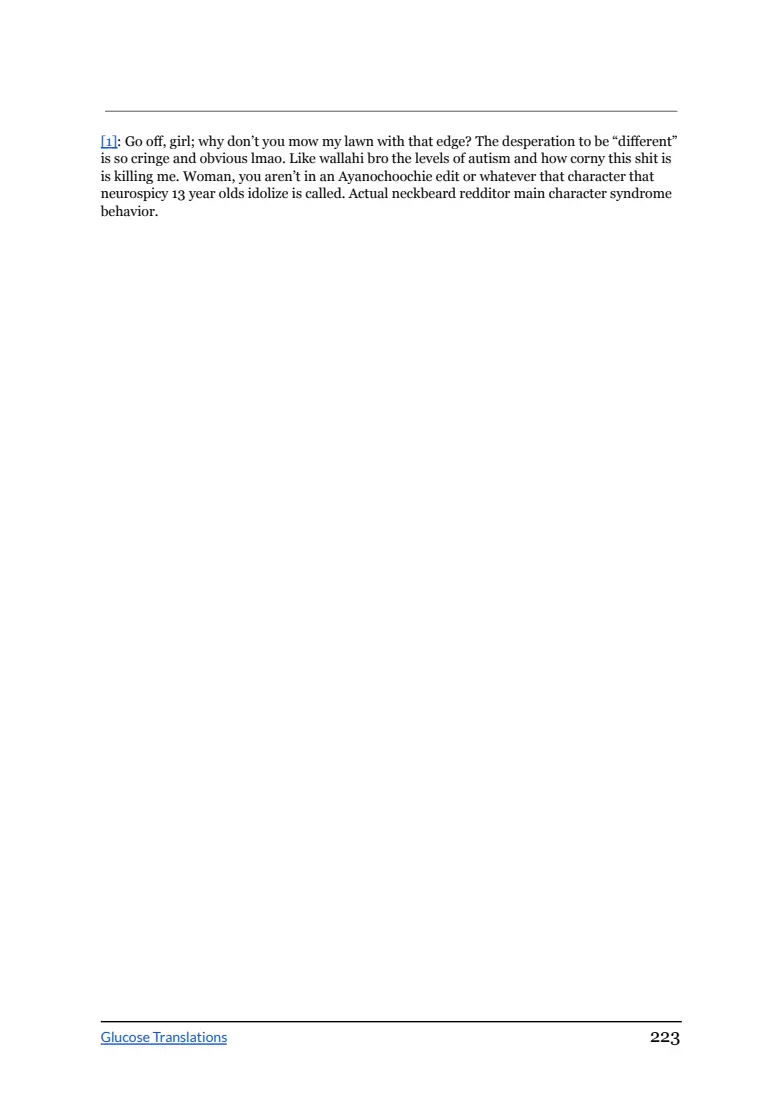 [1]: Go off, girl; why don’t you mow my lawn with that edge? The desperation to be “different”
is so cringe and obvious lmao. Like wallahi bro the levels of autism and how corny this shit is
is killing me. Woman, you aren’t in an Ayanochoochie edit or whatever that character that
neurospicy 13 year olds idolize is called. Actual neckbeard redditor main character syndrome
behavior.
Glucose Translations
223